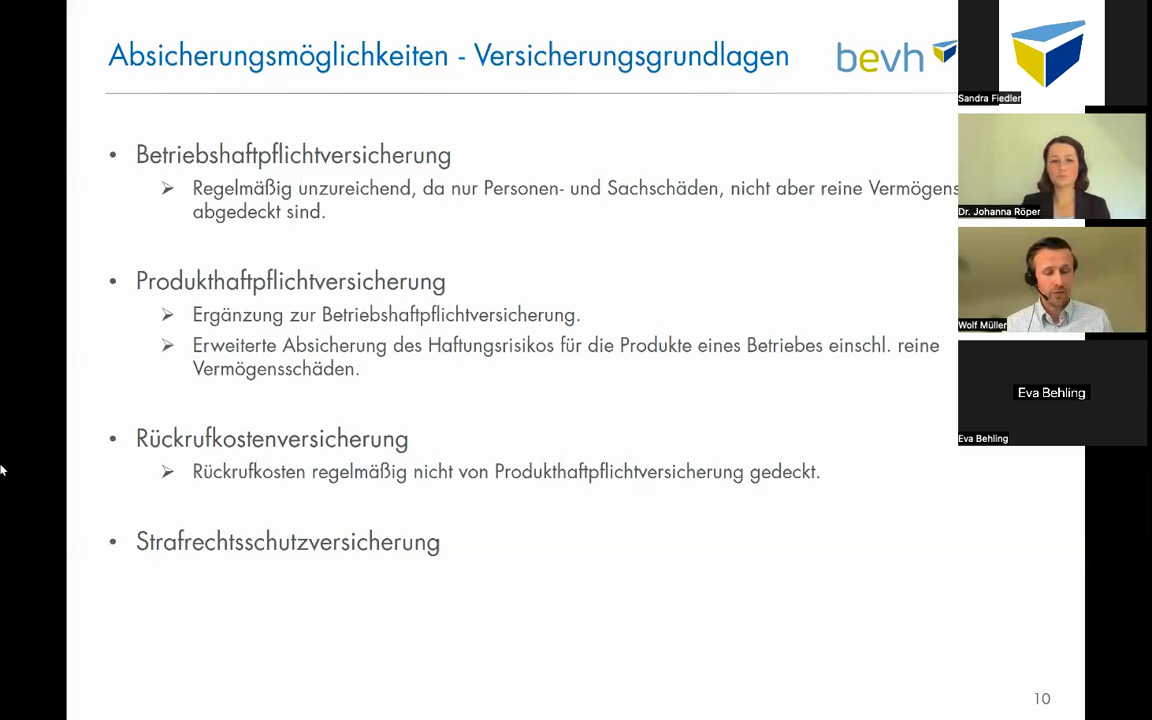 Absicherungsmöglichkeiten - Versicherungsgrundlagen
bevh
• Betriebshaftpflichtversicherung
➢ Regelmäßig unzureichend, da nur Personen- und Sachschäden, nicht aber reine Vermögens
abgedeckt sind.
• Produkthaftpflichtversicherung
➢ Ergänzung zur Betriebshaftpflichtversicherung.
➢ Erweiterte Absicherung des Haftungsrisikos für die Produkte eines Betriebes einschl. reine
Vermögensschäden.
• Rückrufkostenversicherung
➢ Rückrufkosten regelmäßig nicht von Produkthaftpflichtversicherung gedeckt.
• Strafrechtsschutzversicherung
10
Sandra Fiedler
Dr. Johanna Röper
Wolf Müller
Eva Behling
Eva Behling